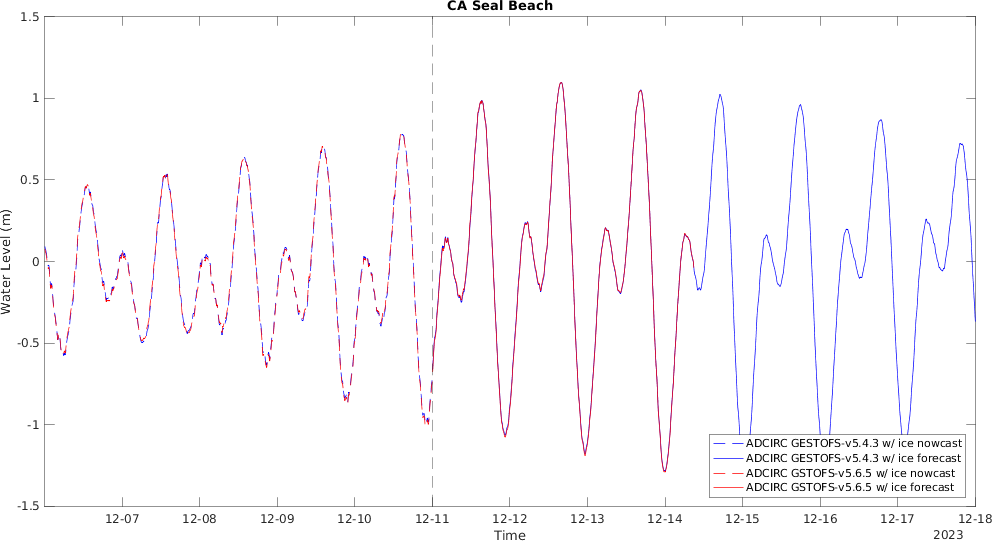 CA Seal Beach
1.5
1
0.5
0
-0.5
-1
-1.5
Water Level (m)
12-07
12-08
12-09
12-10
12-11
12-12
12-13
12-14
12-15
12-16
12-17
12-18
Time
2023
ADCIRC GESTOFS-v5.4.3 w/ ice nowcast
ADCIRC GESTOFS-v5.4.3 w/ ice forecast
ADCIRC GSTOFS-v5.6.5 w/ ice nowcast
ADCIRC GSTOFS-v5.6.5 w/ ice forecast